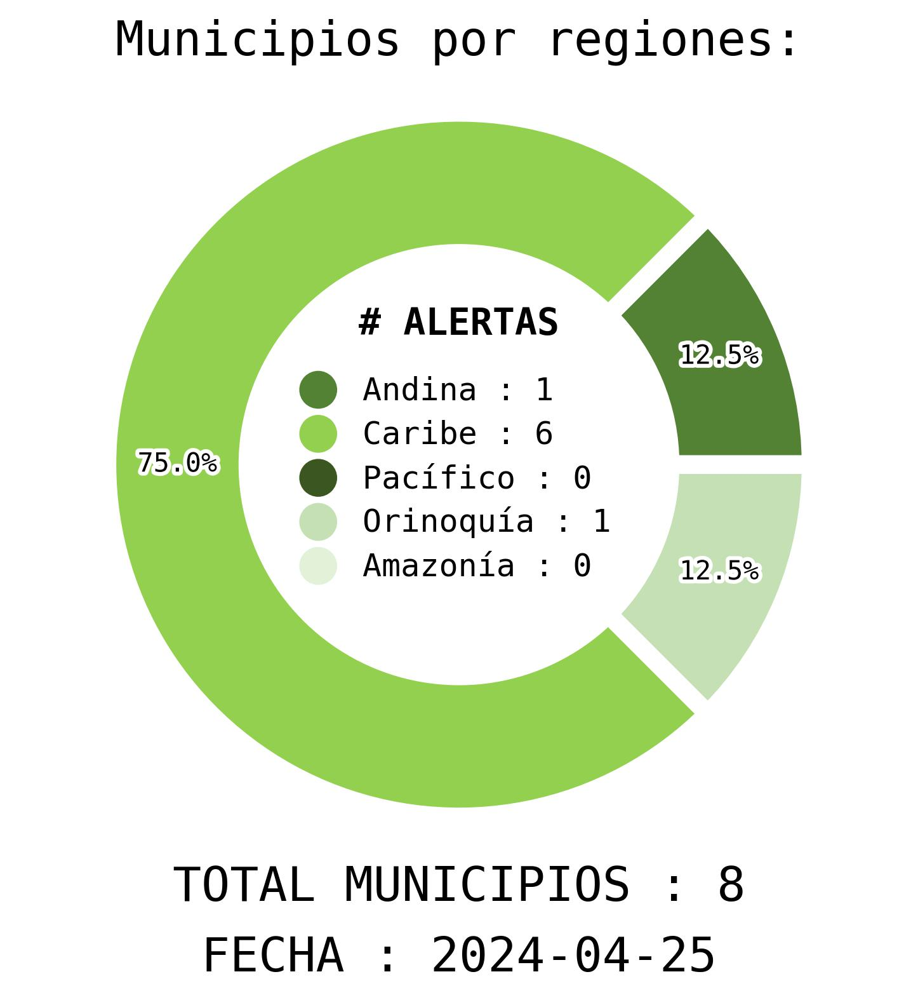 Municipios por regiones:
# ALERTAS
Andina : 1
Caribe : 6
Pacífico : 0
Orinoquía : 1
Amazonía : 0
12.5%
75.0%
12.5%
TOTAL MUNICIPIOS : 8
FECHA : 2024-04-25